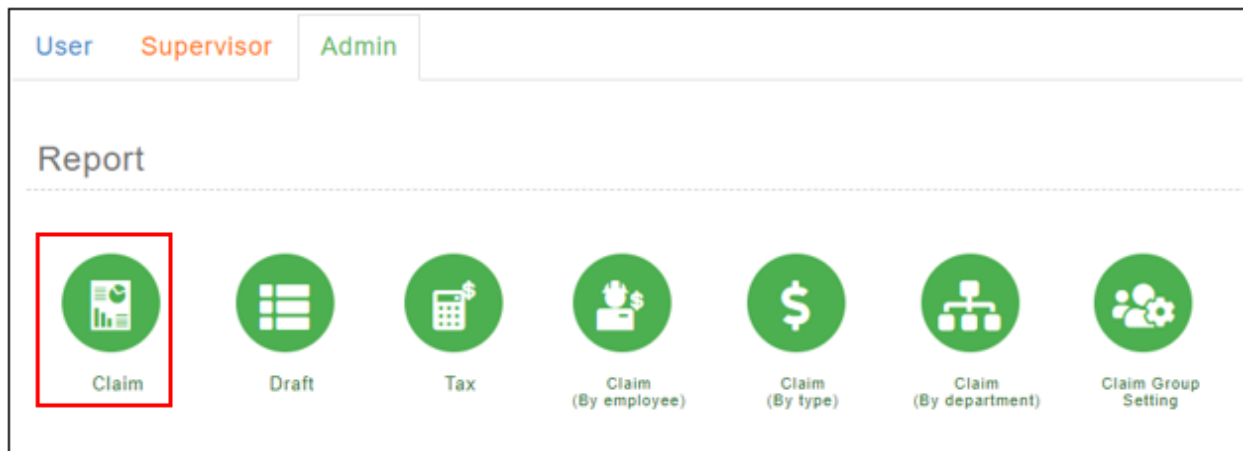 User Supervisor Admin
Report
Claim Draft Tax Claim Claim Claim Claim Group
(By employee) (By type) (By department) Setting